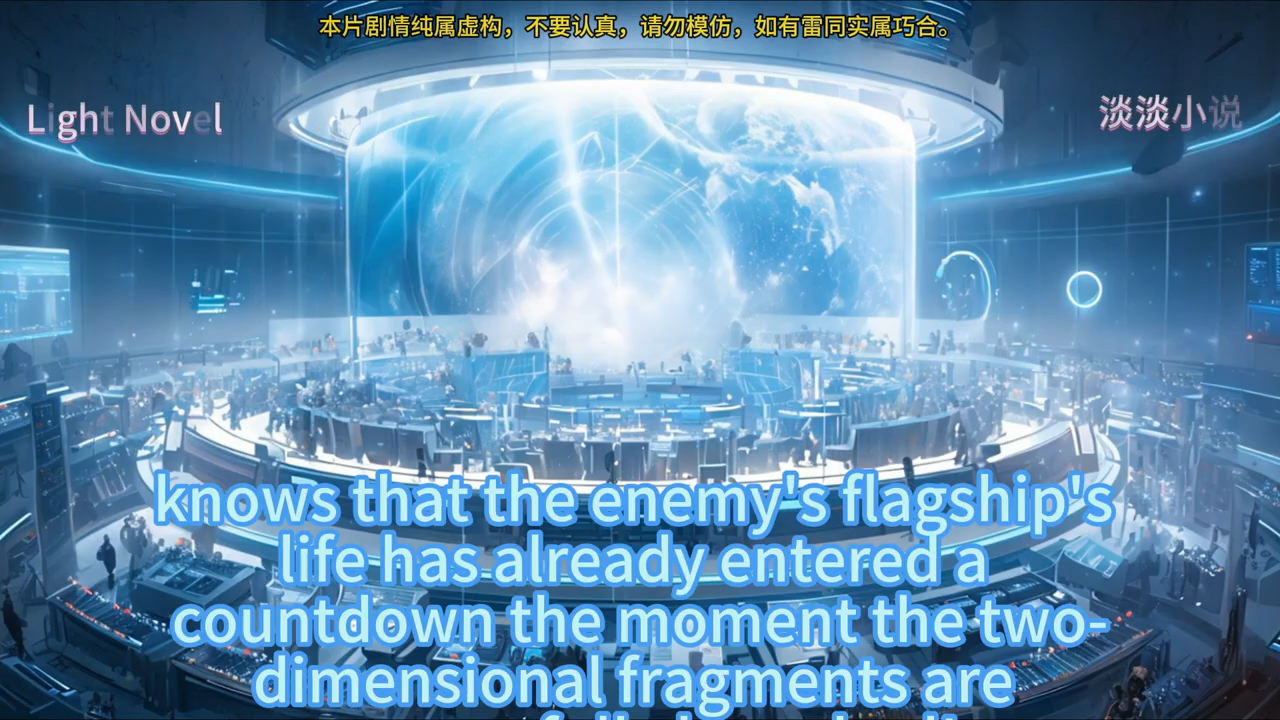 本片剧情纯属虚构，不要认真，请勿模仿，如有雷同实属巧合。
Light Novel
淡淡小说
knows that the enemy's flagship's
life has already entered a
countdown the moment the two-
dimensional fragments are